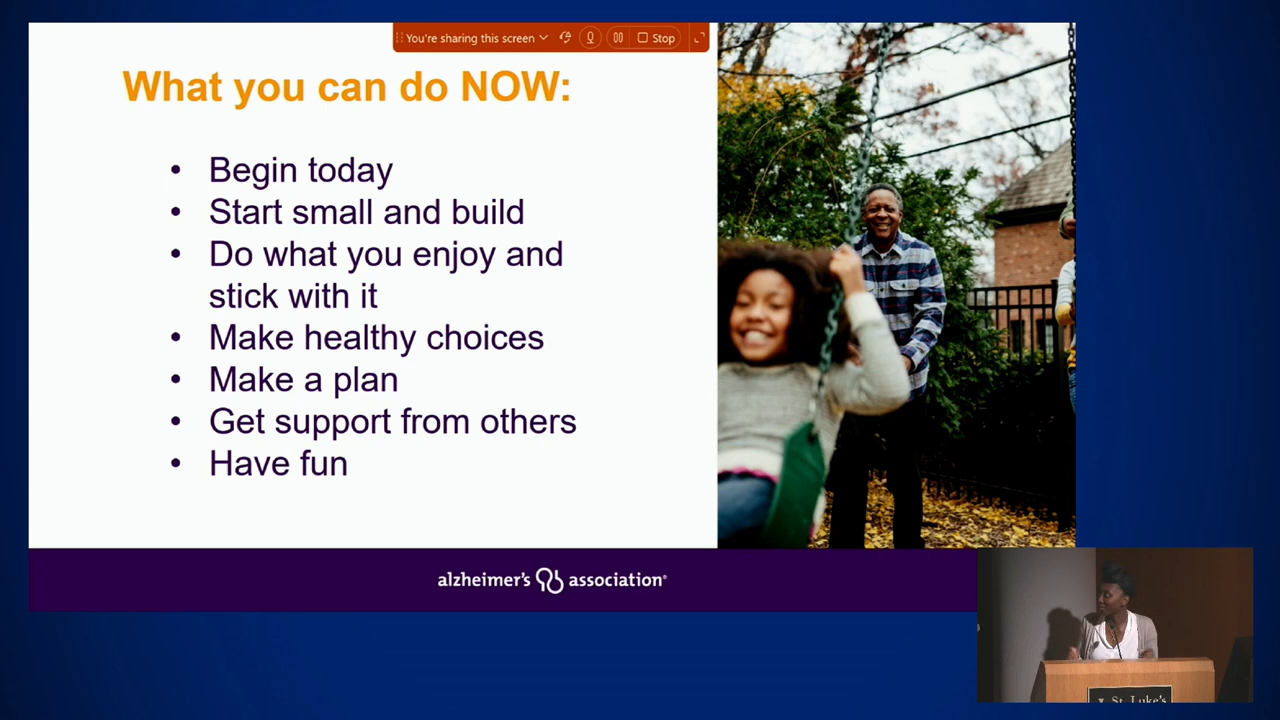 You're sharing this screen
Stop
What you can do NOW:
• Begin today
• Start small and build
• Do what you enjoy and
stick with it
• Make healthy choices
• Make a plan
• Get support from others
• Have fun
alzheimer's association®
St. Luke's